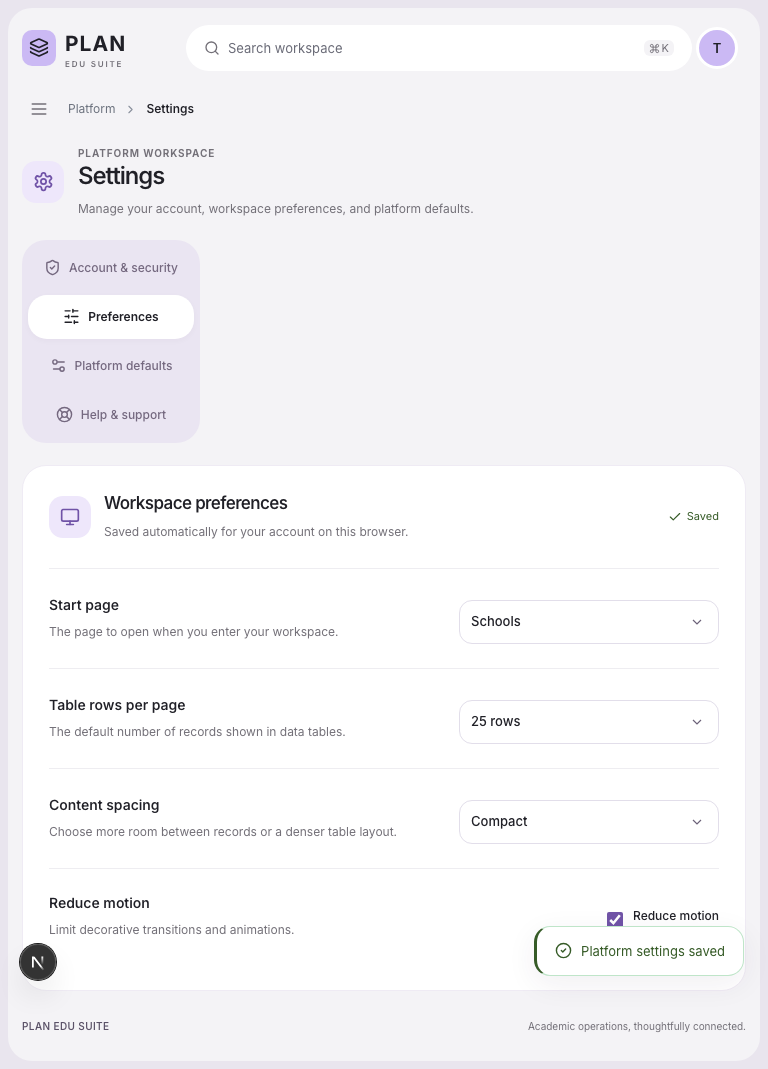 PLAN
EDU SUITE
Search workspace
⌘K
T
Platform
Settings
PLATFORM WORKSPACE
Settings
Manage your account, workspace preferences, and platform defaults.
Account & security
Preferences
Platform defaults
Help & support
Workspace preferences
Saved automatically for your account on this browser.
Saved
Start page
The page to open when you enter your workspace.
Schools
Table rows per page
The default number of records shown in data tables.
25 rows
Content spacing
Choose more room between records or a denser table layout.
Compact
Reduce motion
Limit decorative transitions and animations.
Reduce motion
N
Platform settings saved
PLAN EDU SUITE
Academic operations, thoughtfully connected.